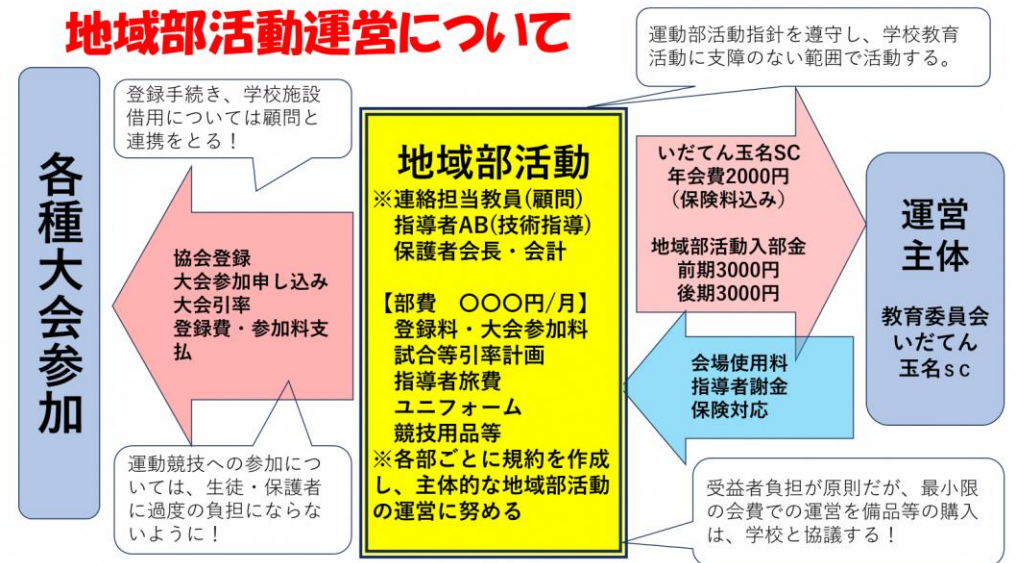 地域部活動運営について
運動部活動指針を遵守し、学校教育
活動に支障のない範囲で活動する。
登録手続き、学校施設
借用については顧問と
連携をとる！
各種大会参加
協会登録
大会参加申し込み
大会引率
登録費・参加料支
払
運動競技への参加につ
いては、生徒・保護者
に過度の負担にならな
いように！
地域部活動
※連絡担当教員(顧問)
指導者AB(技術指導)
保護者会長・会計
【部費　〇〇〇円/月】
登録料・大会参加料
試合等引率計画
指導者旅費
ユニフォーム
競技用品等
※各部ごとに規約を作成
し、主体的な地域部活動
の運営に努める
いだてん玉名SC
年会費2000円
（保険料込み）
地域部活動入部金
前期3000円
後期3000円
会場使用料
指導者謝金
保険対応
運営
主体
教育委員会
いだてん
玉名ｓｃ
受益者負担が原則だが、最小限
の会費での運営を備品等の購入
は、学校と協議する！